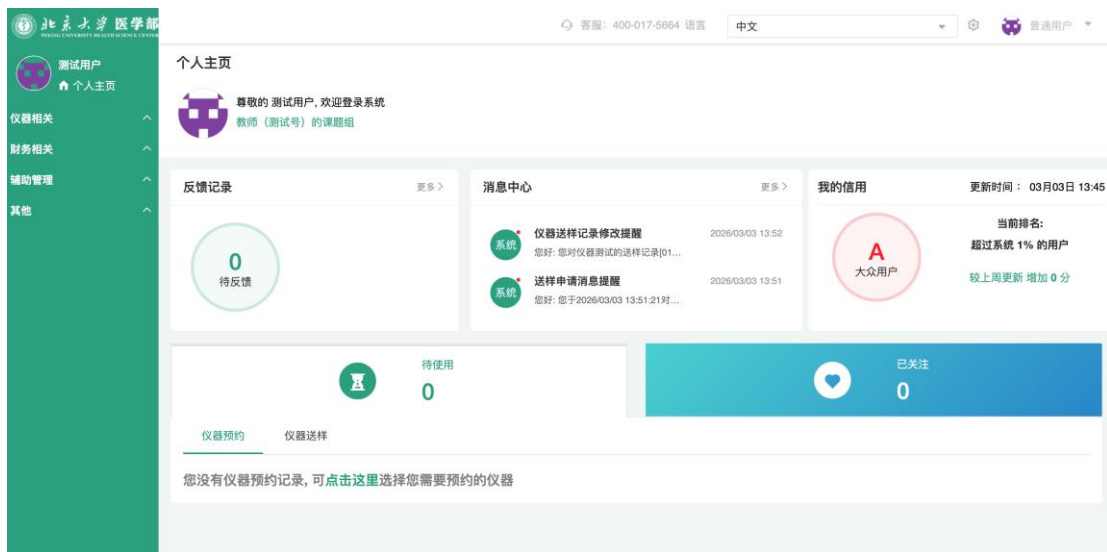 北京大学 医学部
PEKING UNIVERSITY HEALTH SCIENCE CENTER
客服: 400-017-5664 语言 中文 普通用户
测试用户
个人主页
仪器相关
财务相关
辅助管理
其他
个人主页
尊敬的 测试用户, 欢迎登录系统
教师（测试号）的课题组
反馈记录 更多 >
0
待反馈
消息中心 更多 >
系统 仪器送样记录修改提醒 2026/03/03 13:52
您好: 您对仪器测试的送样记录[01...
系统 送样申请消息提醒 2026/03/03 13:51
您好: 您于2026/03/03 13:51:21对...
我的信用 更新时间： 03月03日 13:45
A
大众用户
当前排名:
超过系统 1% 的用户
较上周更新 增加 0 分
待使用
0
已关注
0
仪器预约 仪器送样
您没有仪器预约记录, 可点击这里选择您需要预约的仪器